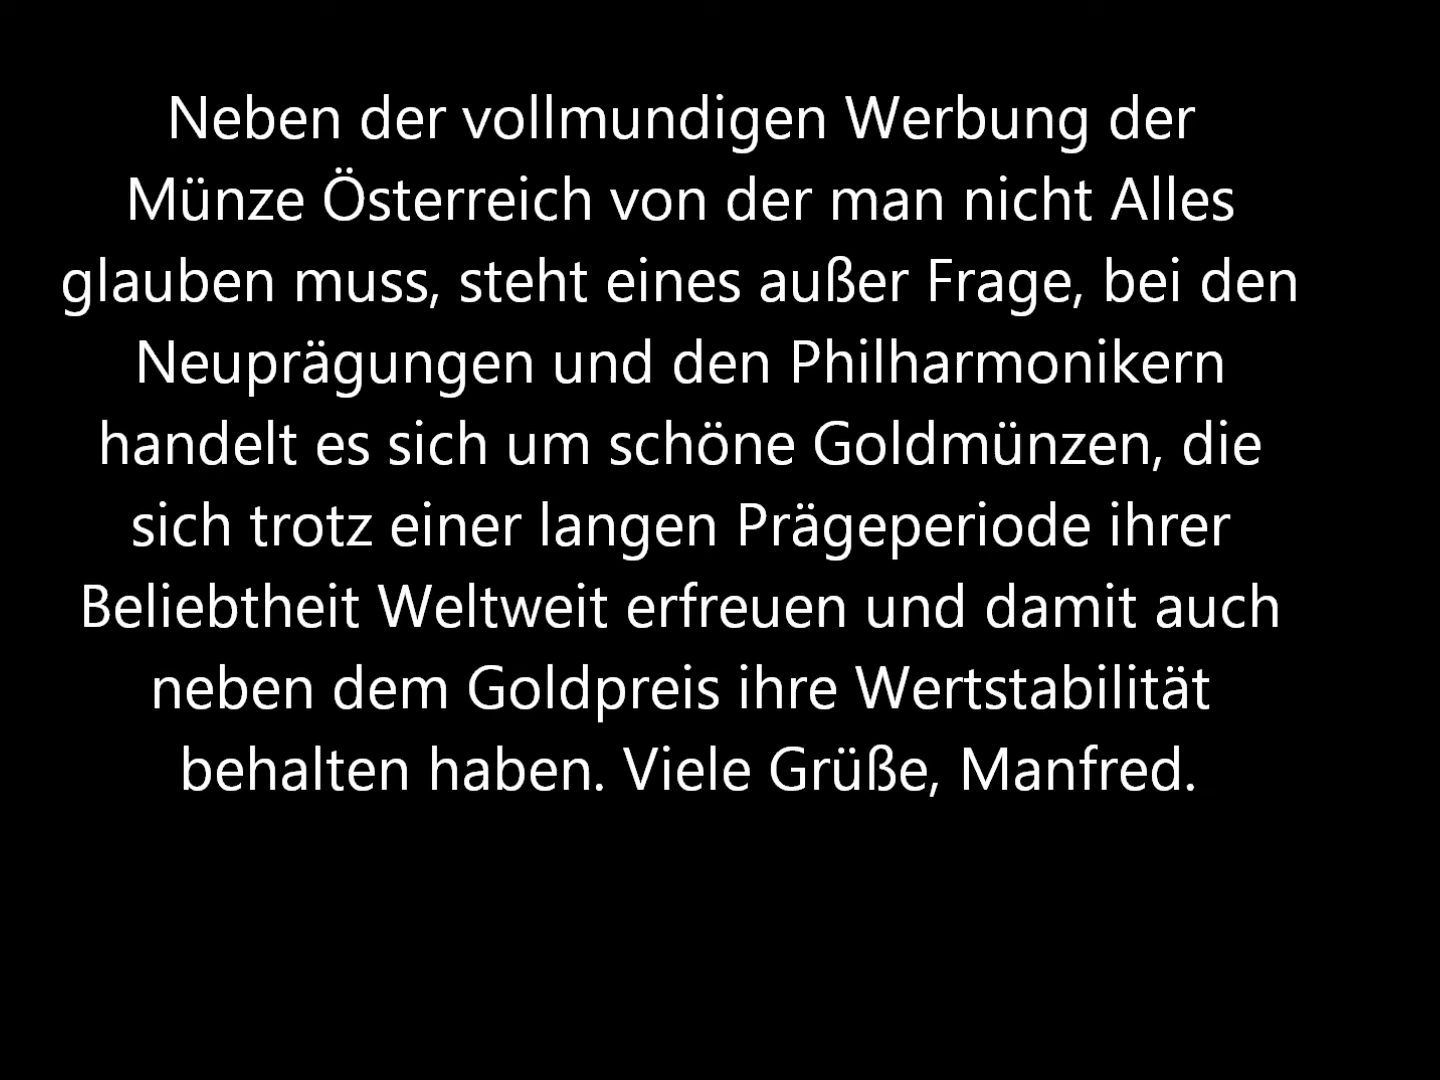 Neben der vollmundigen Werbung der
Münze Österreich von der man nicht Alles
glauben muss, steht eines außer Frage, bei den
Neuprägungen und den Philharmonikern
handelt es sich um schöne Goldmünzen, die
sich trotz einer langen Prägeperiode ihrer
Beliebtheit Weltweit erfreuen und damit auch
neben dem Goldpreis ihre Wertstabilität
behalten haben. Viele Grüße, Manfred.